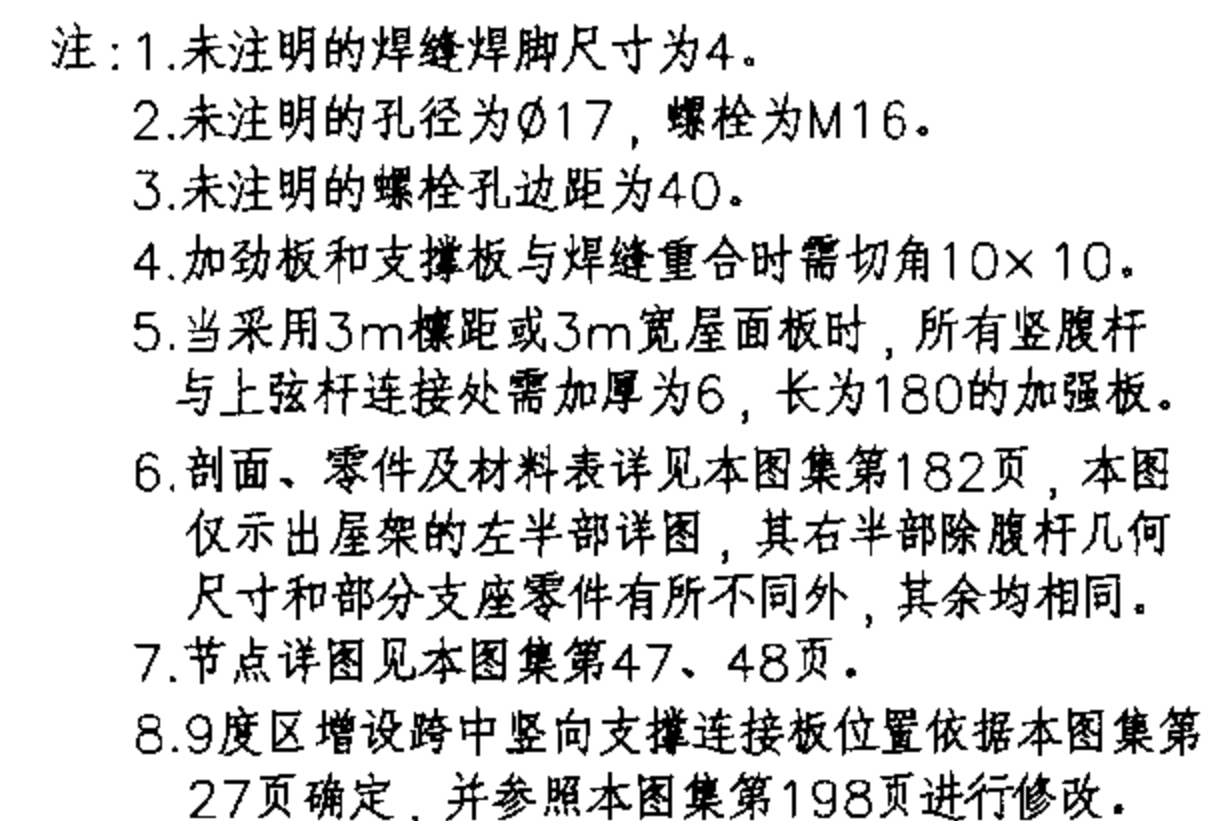 注:1.未注明的焊缝焊脚尺寸为4。
2.未注明的孔径为Ø17，螺栓为M16。
3.未注明的螺栓孔边距为40。
4.加劲板和支撑板与焊缝重合时需切角10×10。
5.当采用3m檩距或3m宽屋面板时，所有竖腹杆
与上弦杆连接处需加厚为6，长为180的加强板。
6.剖面、零件及材料表详见本图集第182页，本图
仅示出屋架的左半部详图，其右半部除腹杆几何
尺寸和部分支座零件有所不同外，其余均相同。
7.节点详图见本图集第47、48页。
8.9度区增设跨中竖向支撑连接板位置依据本图集第
27页确定，并参照本图集第198页进行修改。